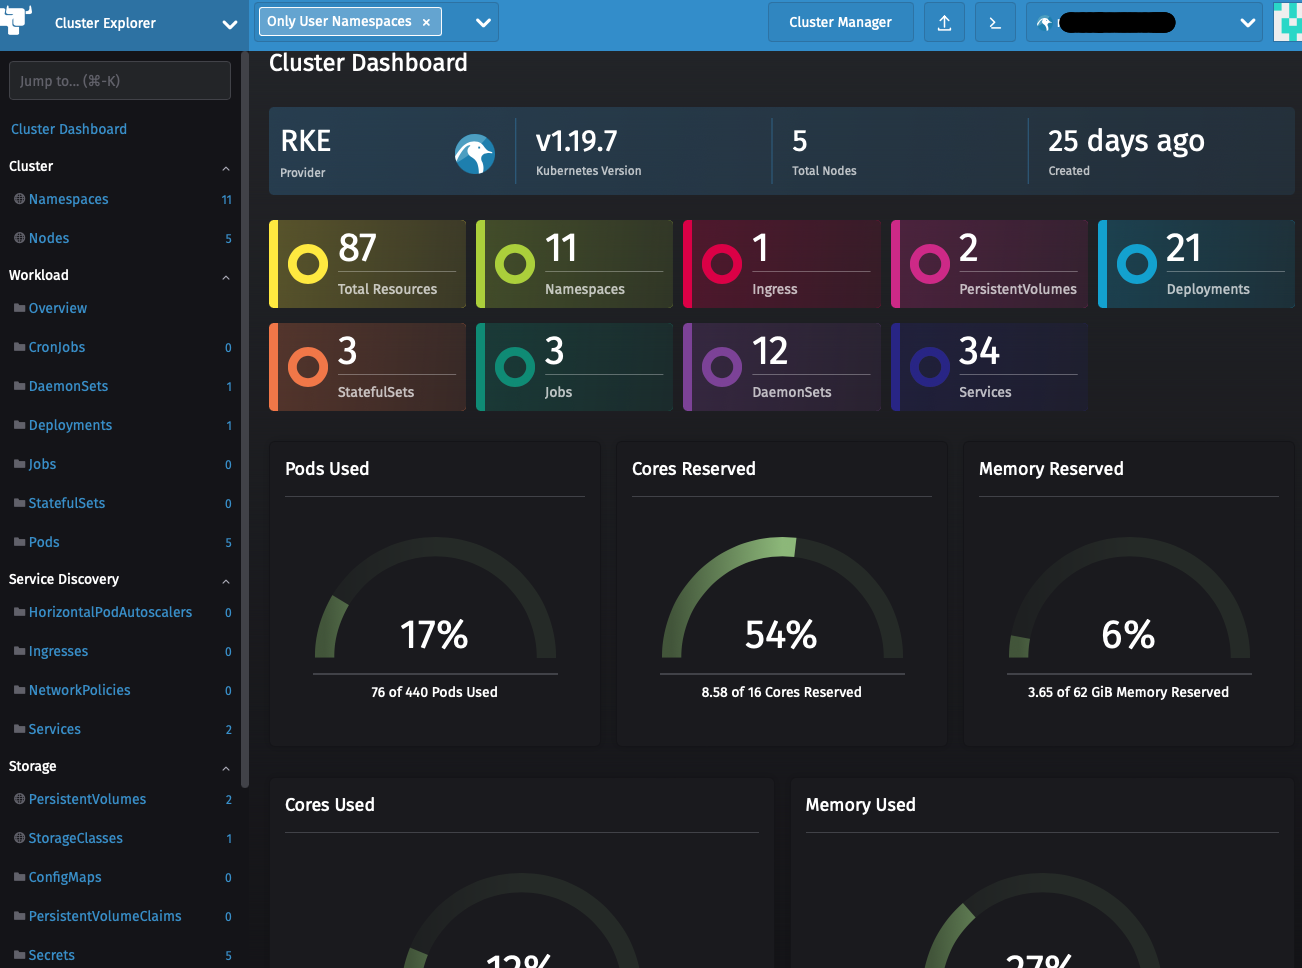 Cluster Explorer
Only User Namespaces ×
Cluster Manager
Jump to... (⌘-K)
Cluster Dashboard
Cluster
Namespaces 11
Nodes 5
Workload
Overview
CronJobs 0
DaemonSets 1
Deployments 1
Jobs 0
StatefulSets 0
Pods 5
Service Discovery
HorizontalPodAutoscalers 0
Ingresses 0
NetworkPolicies 0
Services 2
Storage
PersistentVolumes 2
StorageClasses 1
ConfigMaps 0
PersistentVolumeClaims 0
Secrets 5
Cluster Dashboard
RKE
Provider
v1.19.7
Kubernetes Version
5
Total Nodes
25 days ago
Created
87
Total Resources
11
Namespaces
1
Ingress
2
PersistentVolumes
21
Deployments
3
StatefulSets
3
Jobs
12
DaemonSets
34
Services
Pods Used
17%
76 of 440 Pods Used
Cores Reserved
54%
8.58 of 16 Cores Reserved
Memory Reserved
6%
3.65 of 62 GiB Memory Reserved
Cores Used
12%
Memory Used
27%